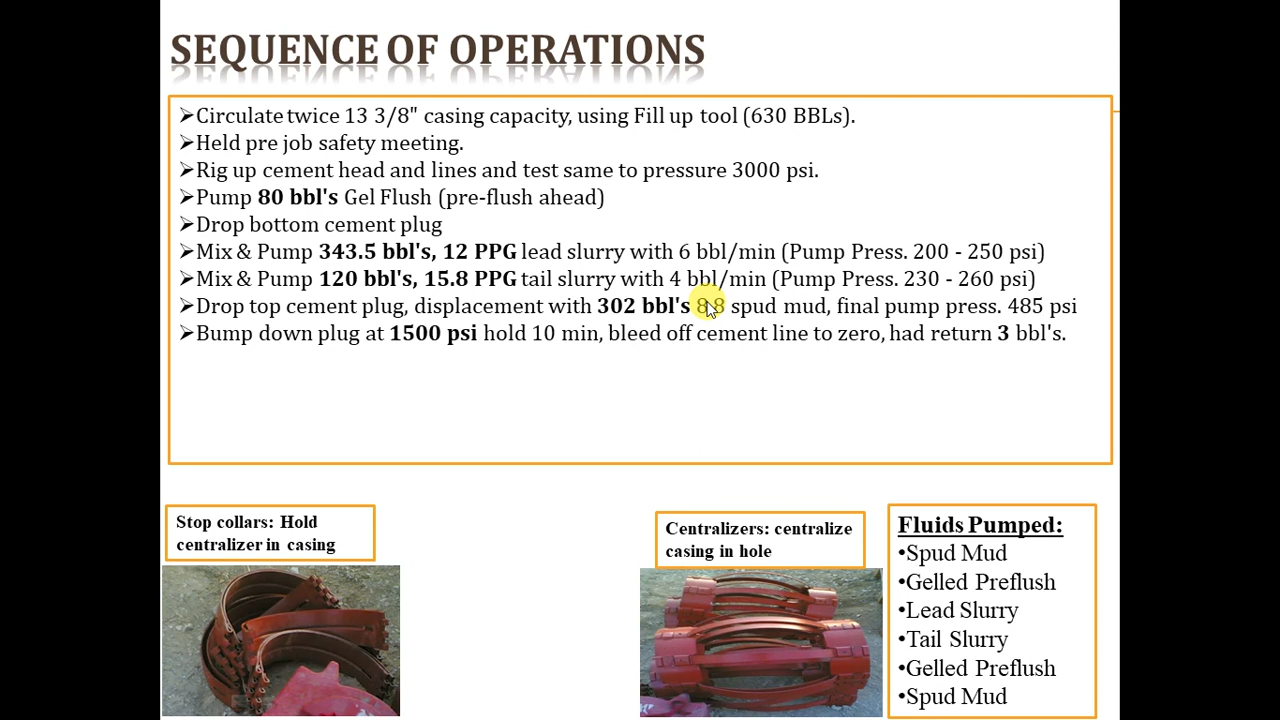 SEQUENCE OF OPERATIONS
➢Circulate twice 13 3/8" casing capacity, using Fill up tool (630 BBLs).
➢Held pre job safety meeting.
➢Rig up cement head and lines and test same to pressure 3000 psi.
➢Pump 80 bbl's Gel Flush (pre-flush ahead)
➢Drop bottom cement plug
➢Mix & Pump 343.5 bbl's, 12 PPG lead slurry with 6 bbl/min (Pump Press. 200 - 250 psi)
➢Mix & Pump 120 bbl's, 15.8 PPG tail slurry with 4 bbl/min (Pump Press. 230 - 260 psi)
➢Drop top cement plug, displacement with 302 bbl's 8.8 spud mud, final pump press. 485 psi
➢Bump down plug at 1500 psi hold 10 min, bleed off cement line to zero, had return 3 bbl's.
Stop collars: Hold
centralizer in casing
Centralizers: centralize
casing in hole
Fluids Pumped:
•Spud Mud
•Gelled Preflush
•Lead Slurry
•Tail Slurry
•Gelled Preflush
•Spud Mud